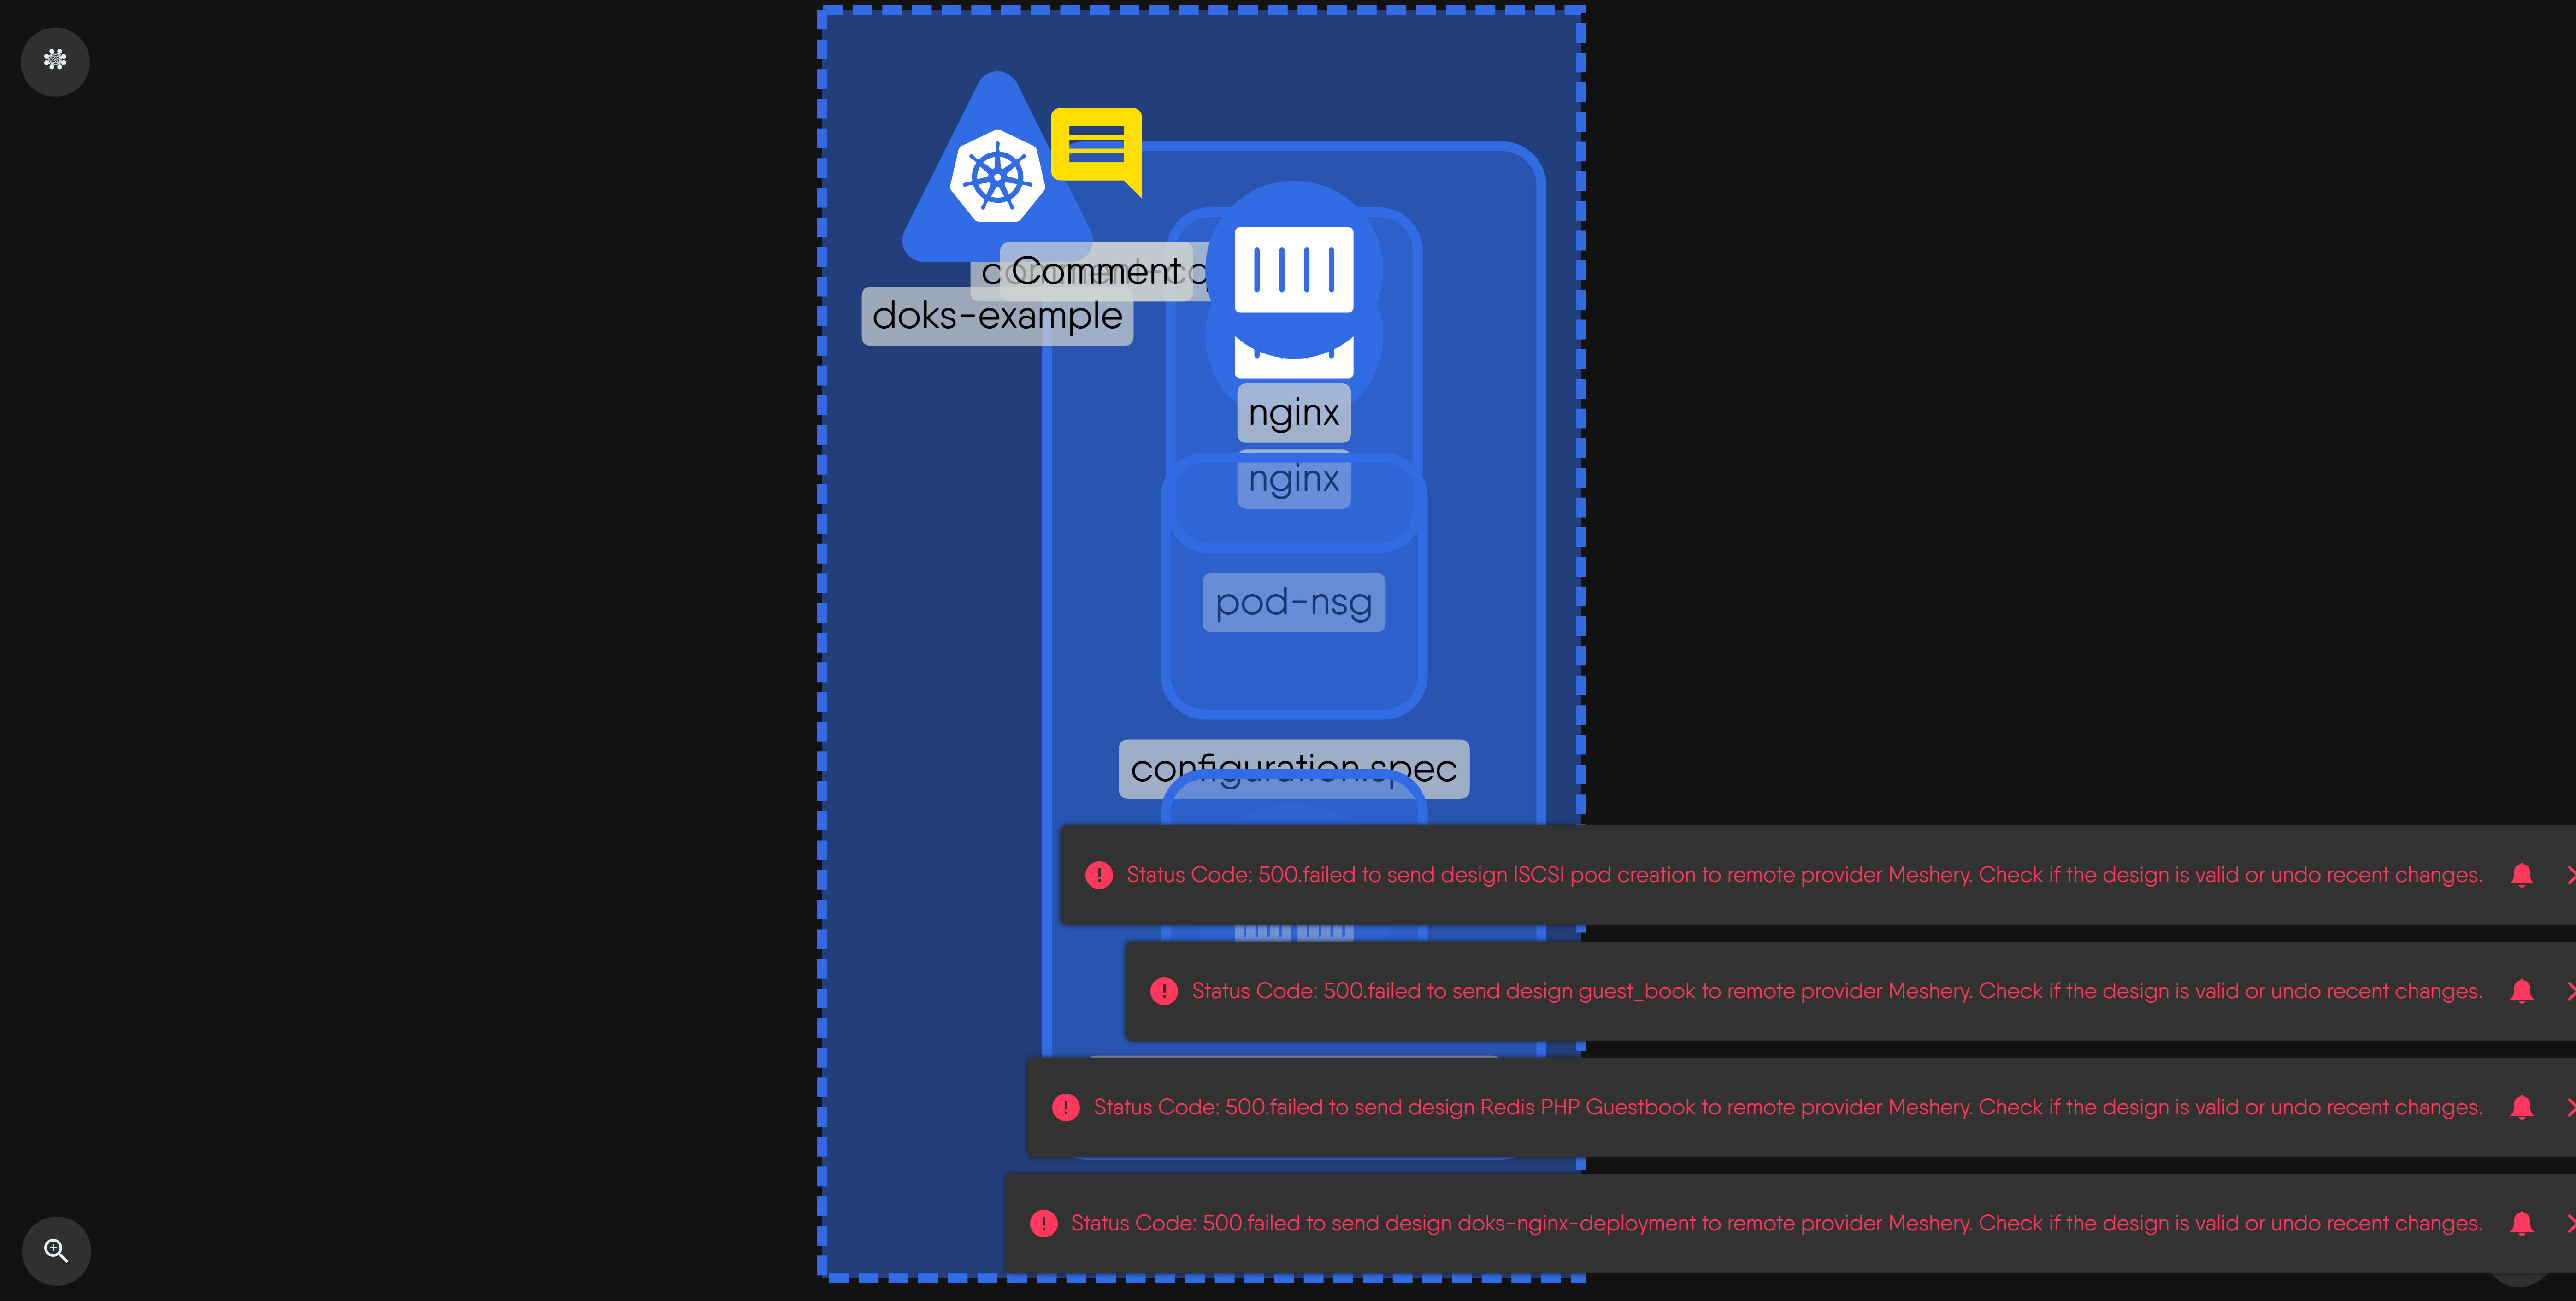 Comment
doks-example
nginx
nginx
pod-nsg
configuration.spec
Status Code: 500.failed to send design ISCSI pod creation to remote provider Meshery. Check if the design is valid or undo recent changes.
Status Code: 500.failed to send design guest_book to remote provider Meshery. Check if the design is valid or undo recent changes.
Status Code: 500.failed to send design Redis PHP Guestbook to remote provider Meshery. Check if the design is valid or undo recent changes.
Status Code: 500.failed to send design doks-nginx-deployment to remote provider Meshery. Check if the design is valid or undo recent changes.